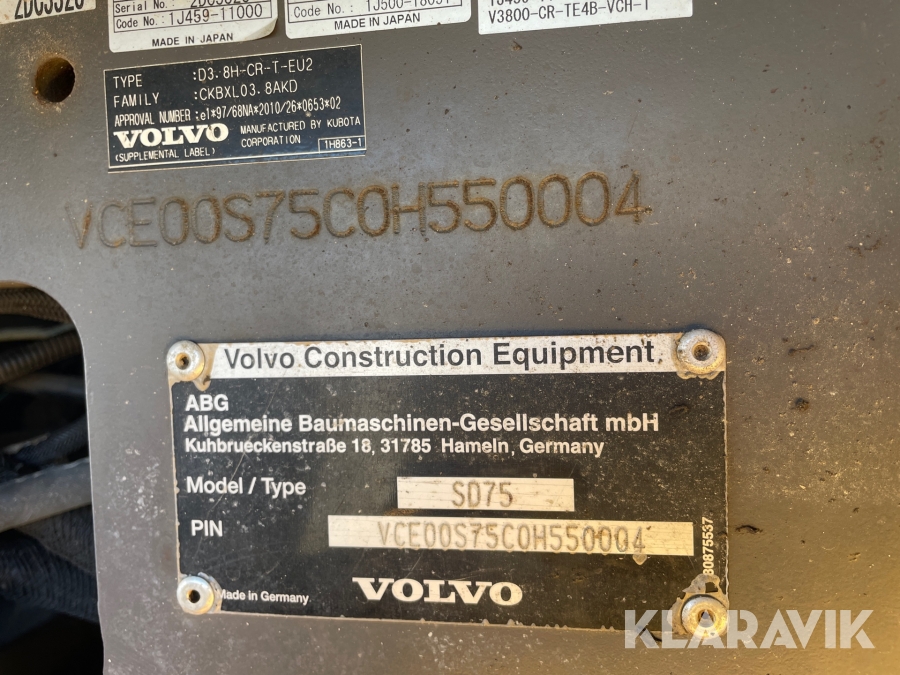 Code No.: 1J459-11000
MADE IN JAPAN
Code No.:
MADE IN JAPAN
V3800-CR-TE4B-VCH-1
TYPE :D3.8H-CR-T-EU2
FAMILY :CKBXL03.8AKD
APPROVAL NUMBER :e1*97/68NA*2010/26*0653*02
VOLVO MANUFACTURED BY KUBOTA CORPORATION
(SUPPLEMENTAL LABEL) 1H863-1
VCE00S75C0H550004
Volvo Construction Equipment
ABG
Allgemeine Baumaschinen-Gesellschaft mbH
Kuhbrueckenstraße 18, 31785 Hameln, Germany
Model / Type SD75
PIN VCE00S75C0H550004
80875537
Made in Germany
VOLVO
KLARAVIK